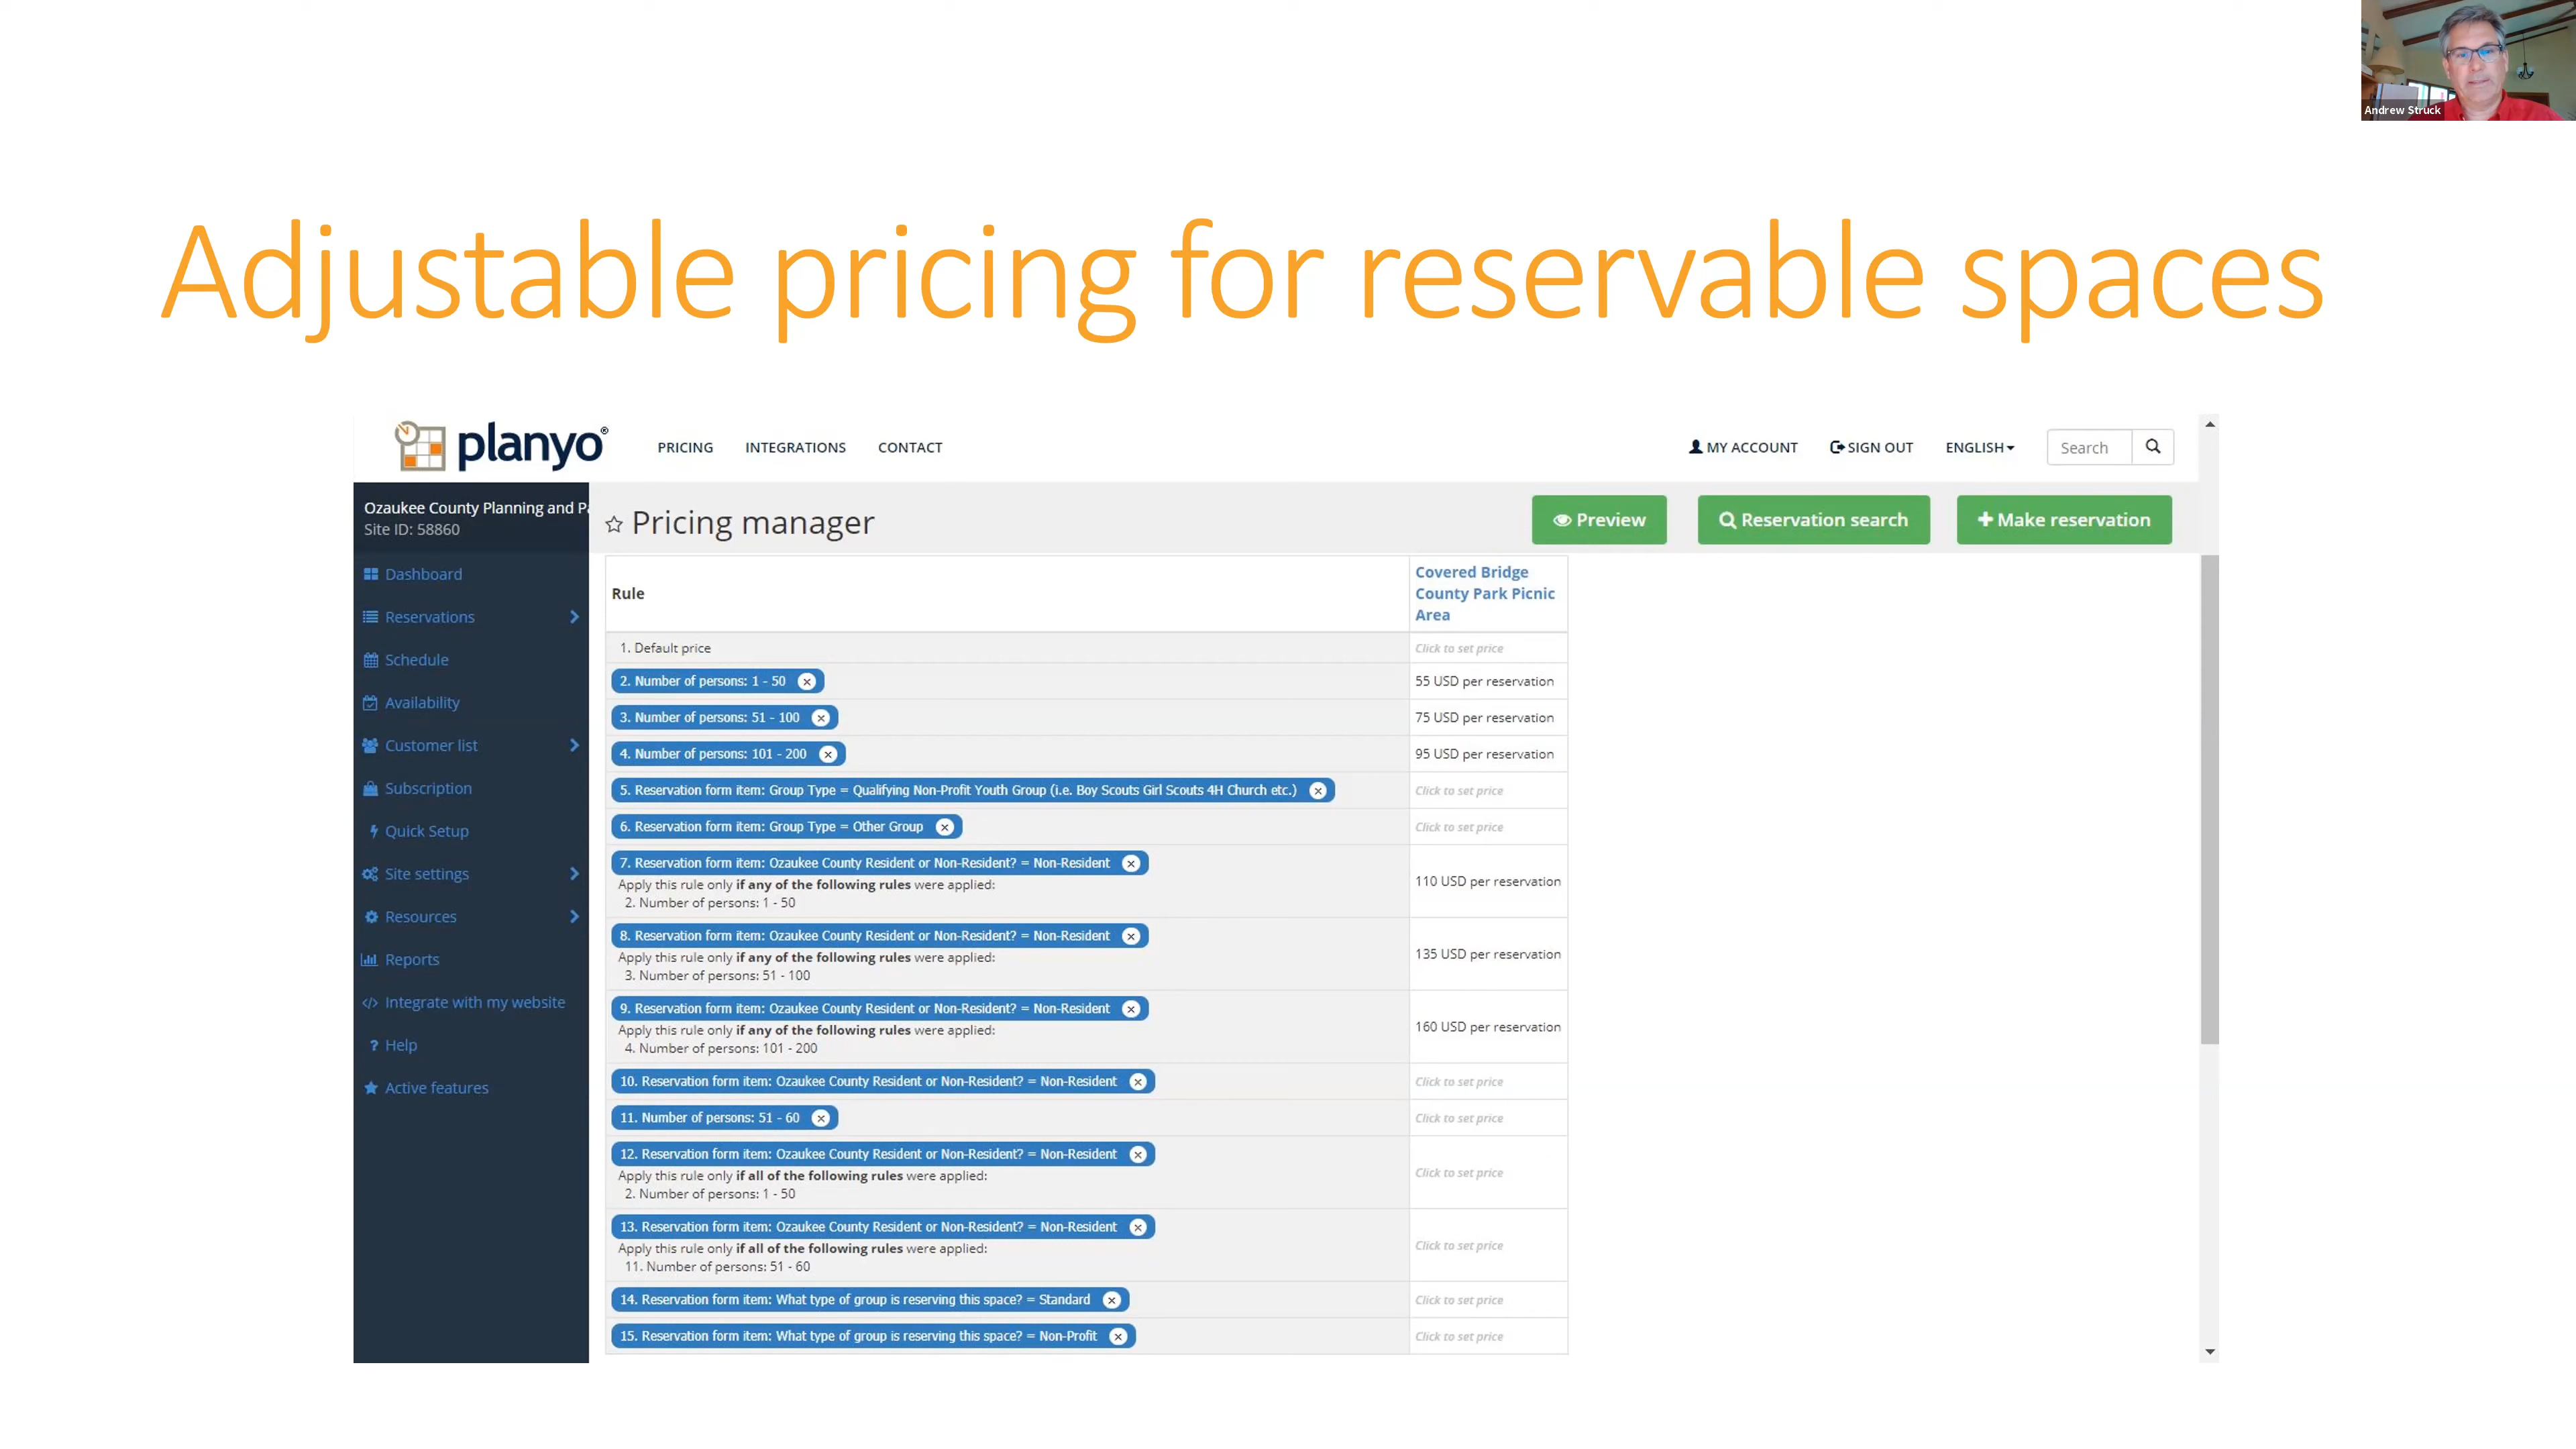 Andrew Struck
Adjustable pricing for reservable spaces
planyo®
PRICING INTEGRATIONS CONTACT
MY ACCOUNT SIGN OUT ENGLISH Search
Ozaukee County Planning and Pa
Site ID: 58860
Pricing manager
Preview Reservation search Make reservation
Dashboard
Reservations
Schedule
Availability
Customer list
Subscription
Quick Setup
Site settings
Resources
Reports
Integrate with my website
Help
Active features
Rule
Covered Bridge
County Park Picnic
Area
1. Default price Click to set price
2. Number of persons: 1 - 50 55 USD per reservation
3. Number of persons: 51 - 100 75 USD per reservation
4. Number of persons: 101 - 200 95 USD per reservation
5. Reservation form item: Group Type = Qualifying Non-Profit Youth Group (i.e. Boy Scouts Girl Scouts 4H Church etc.) Click to set price
6. Reservation form item: Group Type = Other Group Click to set price
7. Reservation form item: Ozaukee County Resident or Non-Resident? = Non-Resident
Apply this rule only if any of the following rules were applied: 110 USD per reservation
2. Number of persons: 1 - 50
8. Reservation form item: Ozaukee County Resident or Non-Resident? = Non-Resident
Apply this rule only if any of the following rules were applied: 135 USD per reservation
3. Number of persons: 51 - 100
9. Reservation form item: Ozaukee County Resident or Non-Resident? = Non-Resident
Apply this rule only if any of the following rules were applied: 160 USD per reservation
4. Number of persons: 101 - 200
10. Reservation form item: Ozaukee County Resident or Non-Resident? = Non-Resident Click to set price
11. Number of persons: 51 - 60 Click to set price
12. Reservation form item: Ozaukee County Resident or Non-Resident? = Non-Resident
Apply this rule only if all of the following rules were applied: Click to set price
2. Number of persons: 1 - 50
13. Reservation form item: Ozaukee County Resident or Non-Resident? = Non-Resident
Apply this rule only if all of the following rules were applied: Click to set price
11. Number of persons: 51 - 60
14. Reservation form item: What type of group is reserving this space? = Standard Click to set price
15. Reservation form item: What type of group is reserving this space? = Non-Profit Click to set price